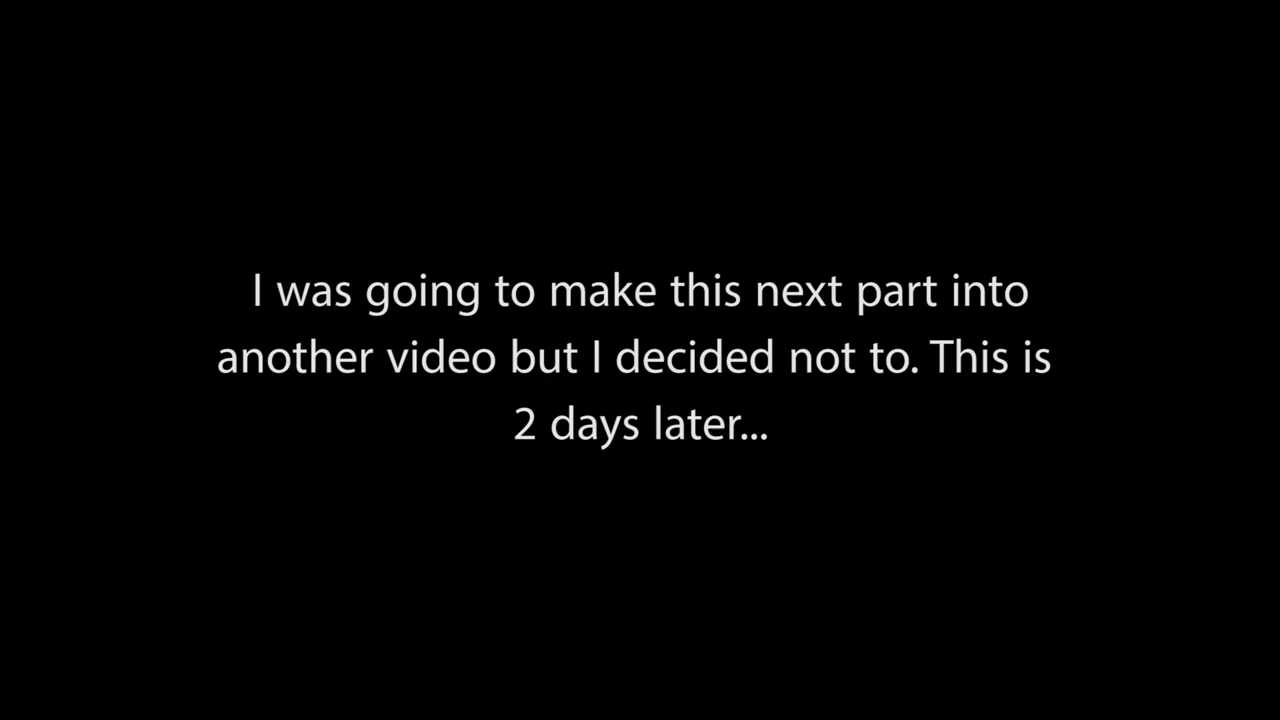 I was going to make this next part into
another video but I decided not to. This is
2 days later...